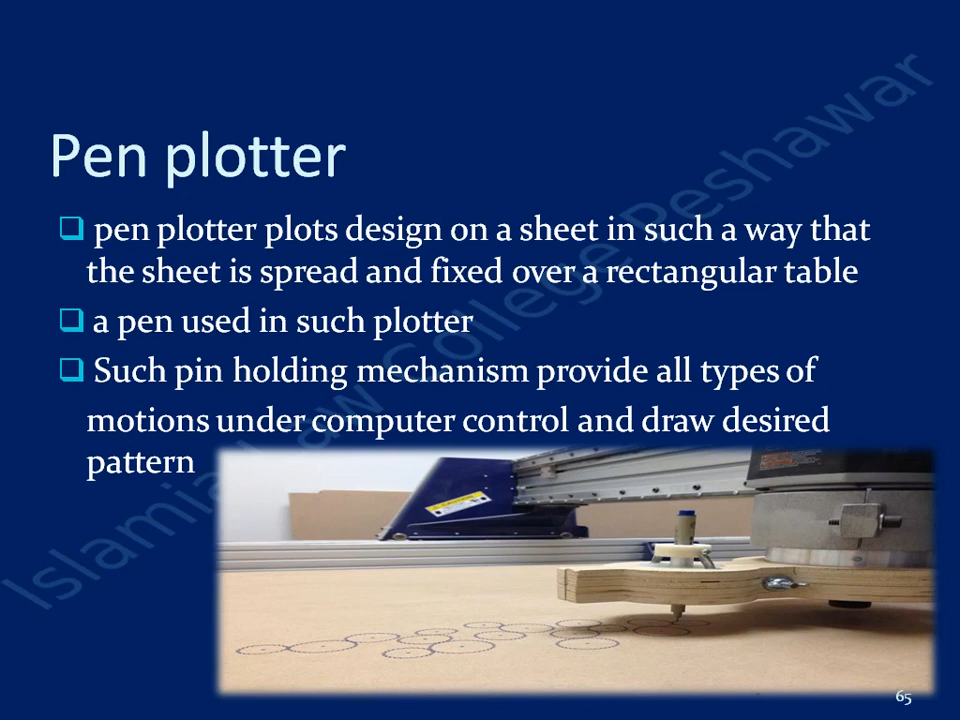 Pen plotter
❑ pen plotter plots design on a sheet in such a way that
the sheet is spread and fixed over a rectangular table
❑ a pen used in such plotter
❑ Such pin holding mechanism provide all types of
motions under computer control and draw desired
pattern
Islamia Law College Peshawar
65